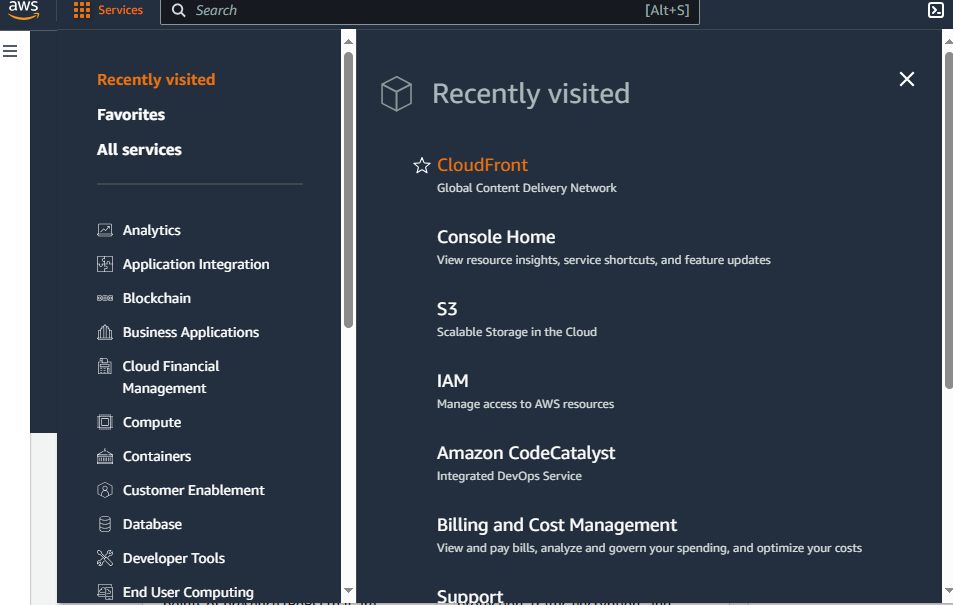 aws
Services
Search
[Alt+S]
Recently visited
Favorites
All services
Analytics
Application Integration
Blockchain
Business Applications
Cloud Financial
Management
Compute
Containers
Customer Enablement
Database
Developer Tools
End User Computing
Recently visited
CloudFront
Global Content Delivery Network
Console Home
View resource insights, service shortcuts, and feature updates
S3
Scalable Storage in the Cloud
IAM
Manage access to AWS resources
Amazon CodeCatalyst
Integrated DevOps Service
Billing and Cost Management
View and pay bills, analyze and govern your spending, and optimize your costs
Support